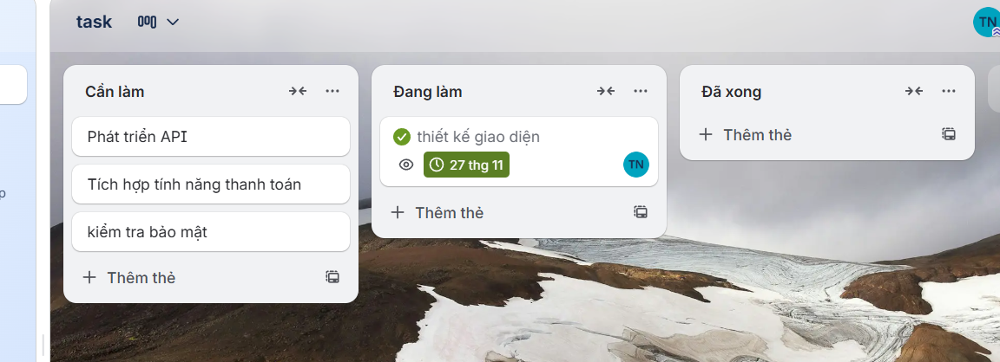 task
TN
p
Cần làm
Phát triển API
Tích hợp tính năng thanh toán
kiểm tra bảo mật
Thêm thẻ
Đang làm
thiết kế giao diện
27 thg 11
TN
Thêm thẻ
Đã xong
Thêm thẻ